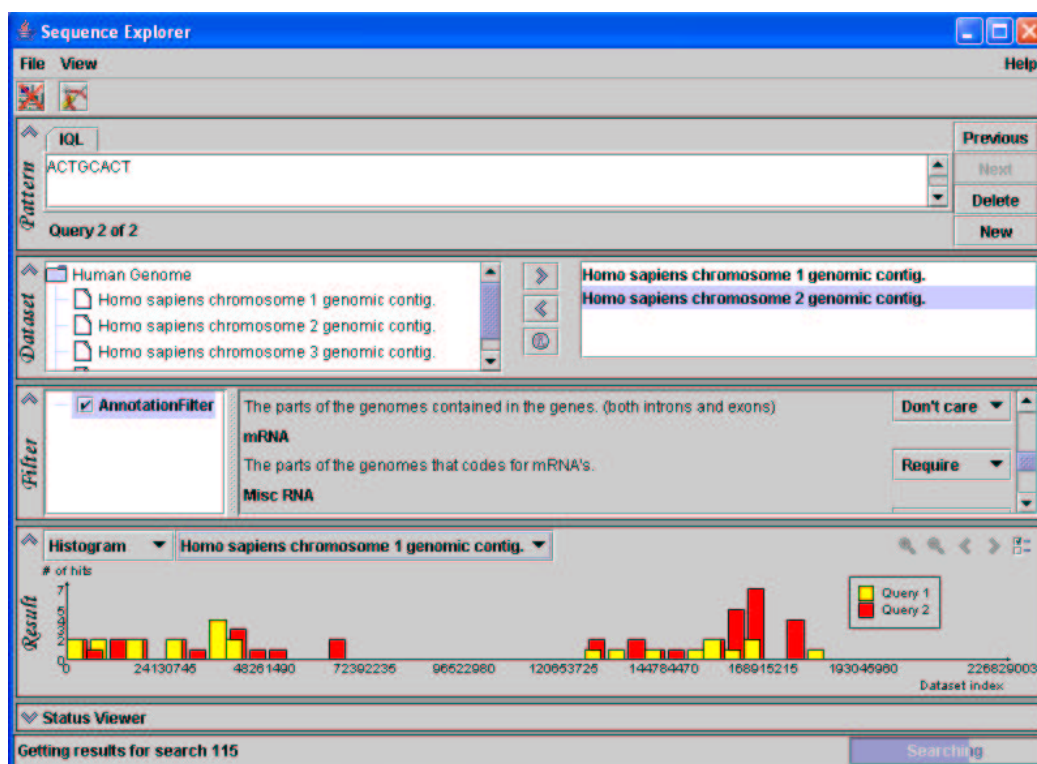 Sequence Explorer
File View Help
IQL
Pattern
ACTGCACT
Query 2 of 2
Previous
Next
Delete
New
Dataset
Human Genome
Homo sapiens chromosome 1 genomic contig.
Homo sapiens chromosome 2 genomic contig.
Homo sapiens chromosome 3 genomic contig.
Homo sapiens chromosome 1 genomic contig.
Homo sapiens chromosome 2 genomic contig.
Filter
AnnotationFilter
The parts of the genomes contained in the genes. (both introns and exons)
Don't care
mRNA
The parts of the genomes that codes for mRNA's.
Require
Misc RNA
Result
Histogram
Homo sapiens chromosome 1 genomic contig.
# of hits
7
5
4
3
2
0
Query 1
Query 2
0 24130745 48261490 72392235 96522980 120653725 144784470 168915215 193045960 226829003
Dataset index
Status Viewer
Getting results for search 115
Searching